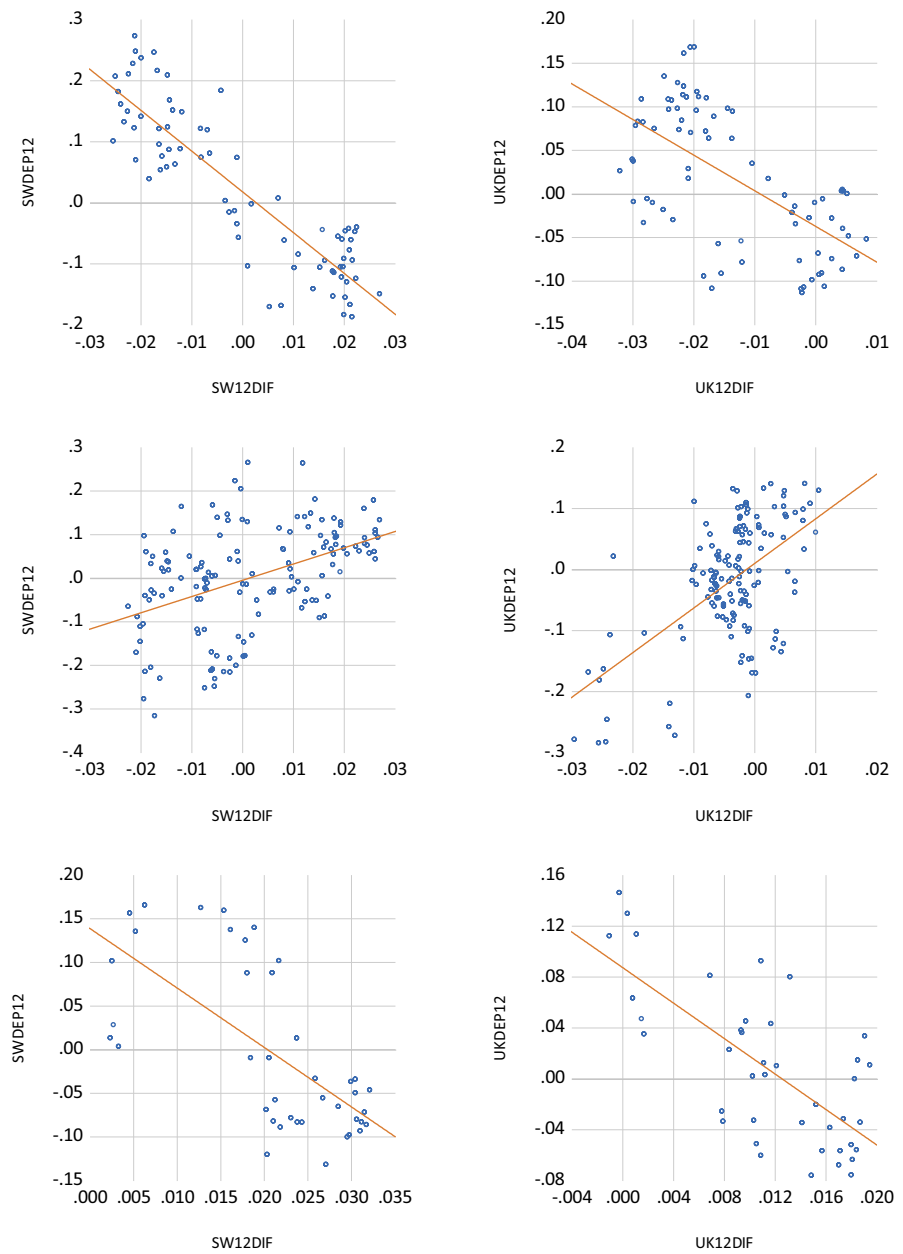 .3
.2
.1
.0
-.1
-.2
SWDEP12
-.03 -.02 -.01 .00 .01 .02 .03
SW12DIF
.20
.15
.10
.05
.00
-.05
-.10
-.15
UKDEP12
-.04 -.03 -.02 -.01 .00 .01
UK12DIF
.3
.2
.1
.0
-.1
-.2
-.3
-.4
SWDEP12
-.03 -.02 -.01 .00 .01 .02 .03
SW12DIF
.2
.1
.0
-.1
-.2
-.3
UKDEP12
-.03 -.02 -.01 .00 .01 .02
UK12DIF
.20
.15
.10
.05
.00
-.05
-.10
-.15
SWDEP12
.000 .005 .010 .015 .020 .025 .030 .035
SW12DIF
.16
.12
.08
.04
.00
-.04
-.08
UKDEP12
-.004 .000 .004 .008 .012 .016 .020
UK12DIF